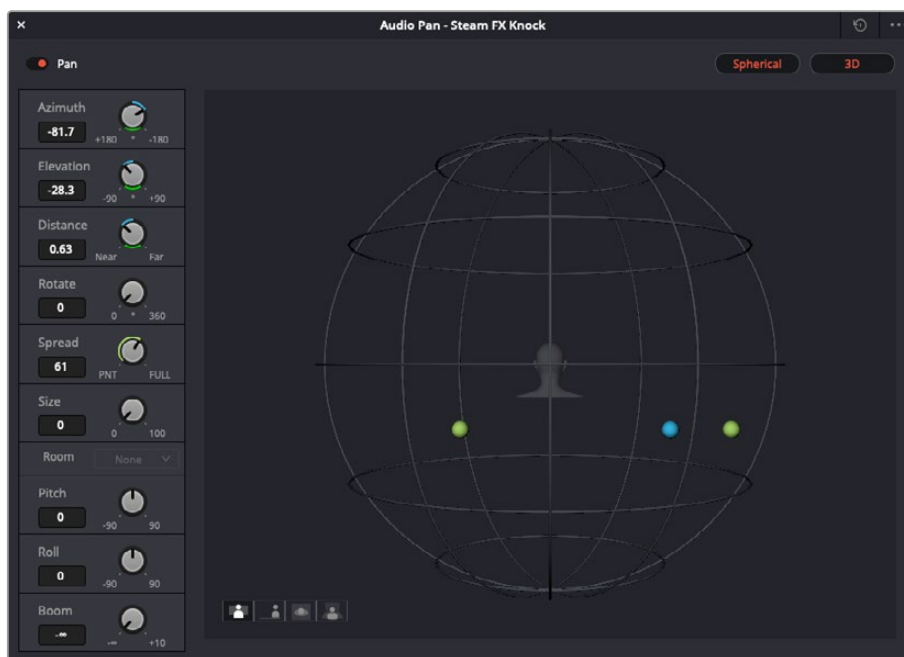 × Audio Pan - Steam FX Knock
Pan Spherical 3D
Azimuth
-81.7 +180 ° -180
Elevation
-28.3 -90 ° +90
Distance
0.63 Near Far
Rotate
0 0 ° 360
Spread
61 PNT FULL
Size
0 0 100
Room None
Pitch
0 -90 90
Roll
0 -90 90
Boom
-∞ -∞ +10